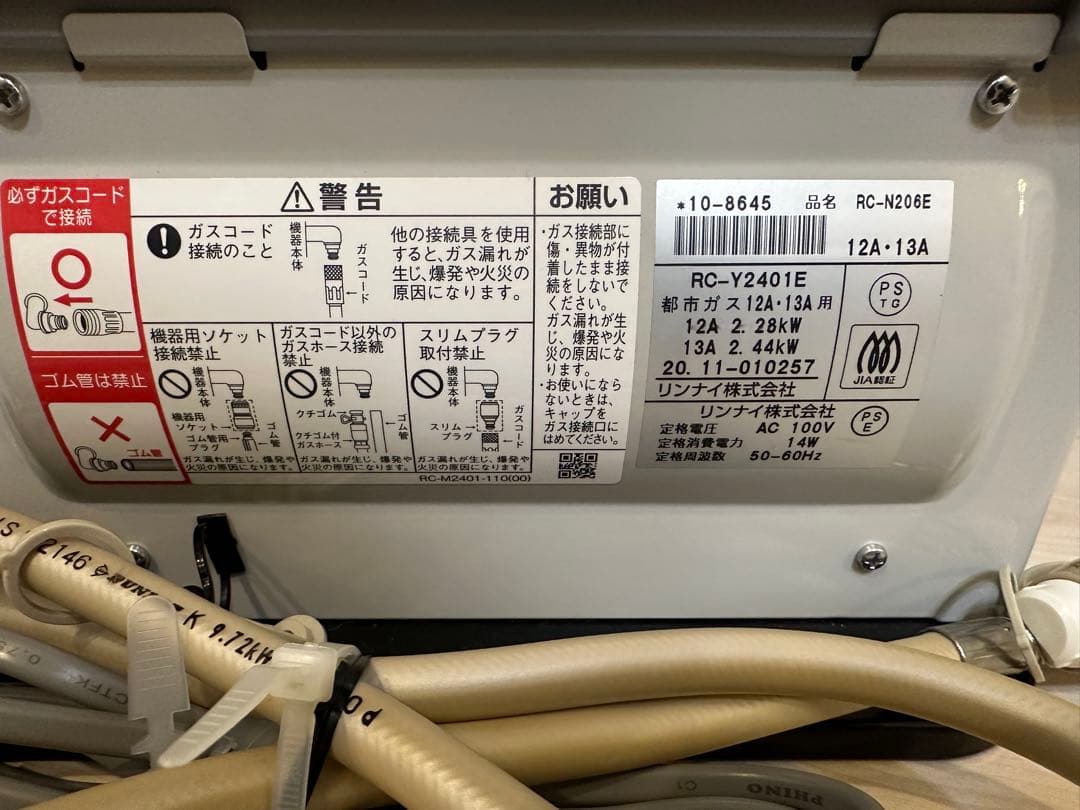 必ずガスコード
で接続
ゴム管は禁止
ゴム管
警告
ガスコード
接続のこと
機器本体
ガスコード
他の接続具を使用
すると、ガス漏れが
生じ、爆発や火災の
原因になります。
機器用ソケット
接続禁止
機器本体
機器用
ソケット
ゴム管用
プラグ
ゴム管
ガス漏れが生じ、爆発や
火災の原因になります。
ガスコード以外の
ガスホース接続
禁止
機器本体
クチゴム
クチゴム付
ガスホース
ゴム管
ガス漏れが生じ、爆発や
火災の原因になります。
スリムプラグ
取付禁止
機器本体
スリム
プラグ
ガスコード
ガス漏れが生じ、爆発や
火災の原因になります。
RC-M2401-110(00)
お願い
・ガス接続部に
傷・異物が付
着したまま接
続をしないで
ください。
ガス漏れが生
じ、爆発や火
災の原因にな
ります。
・お使いになら
ないときは、
キャップを
ガス接続口に
はめてください。
*10-8645 品名 RC-N206E
12A・13A
RC-Y2401E
都市ガス12A・13A用
12A 2.28kW
13A 2.44kW
20.11-010257
リンナイ株式会社
PS
TG
JIA認証
リンナイ株式会社
定格電圧 AC 100V
定格消費電力 14W
定格周波数 50-60Hz
PS
E
2146
K 9.72kW
PO
0.75
CTFK
C1
PHINO